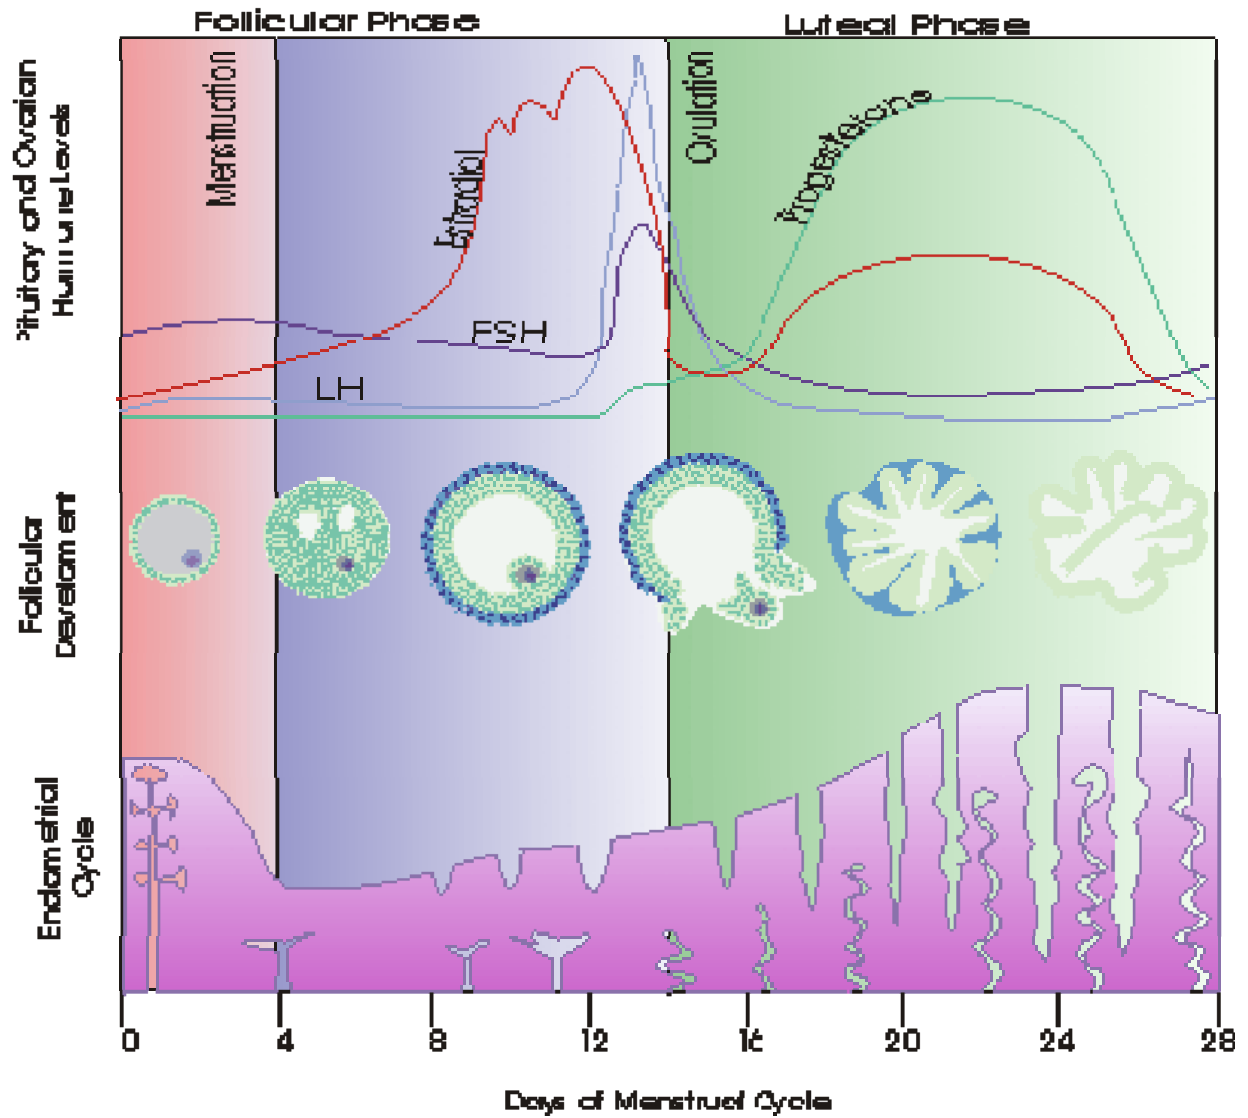 Follicular Phase
Luteal Phase
Pituitary and Ovarian
Hormone Levels
Menstruation
Estradiol
FSH
LH
Ovulation
Progesterone
Follicular
Development
Endometrial
Cycle
0 4 8 12 16 20 24 28
Days of Menstrual Cycle